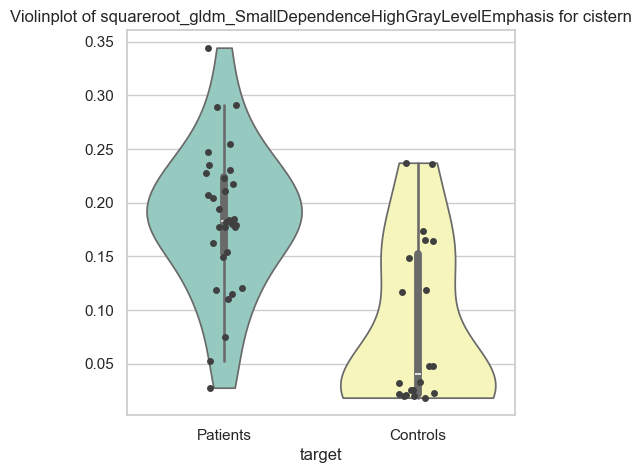 Violinplot of squareroot_gldm_SmallDependenceHighGrayLevelEmphasis for cistern
0.35
0.30
0.25
0.20
0.15
0.10
0.05
Patients Controls
target